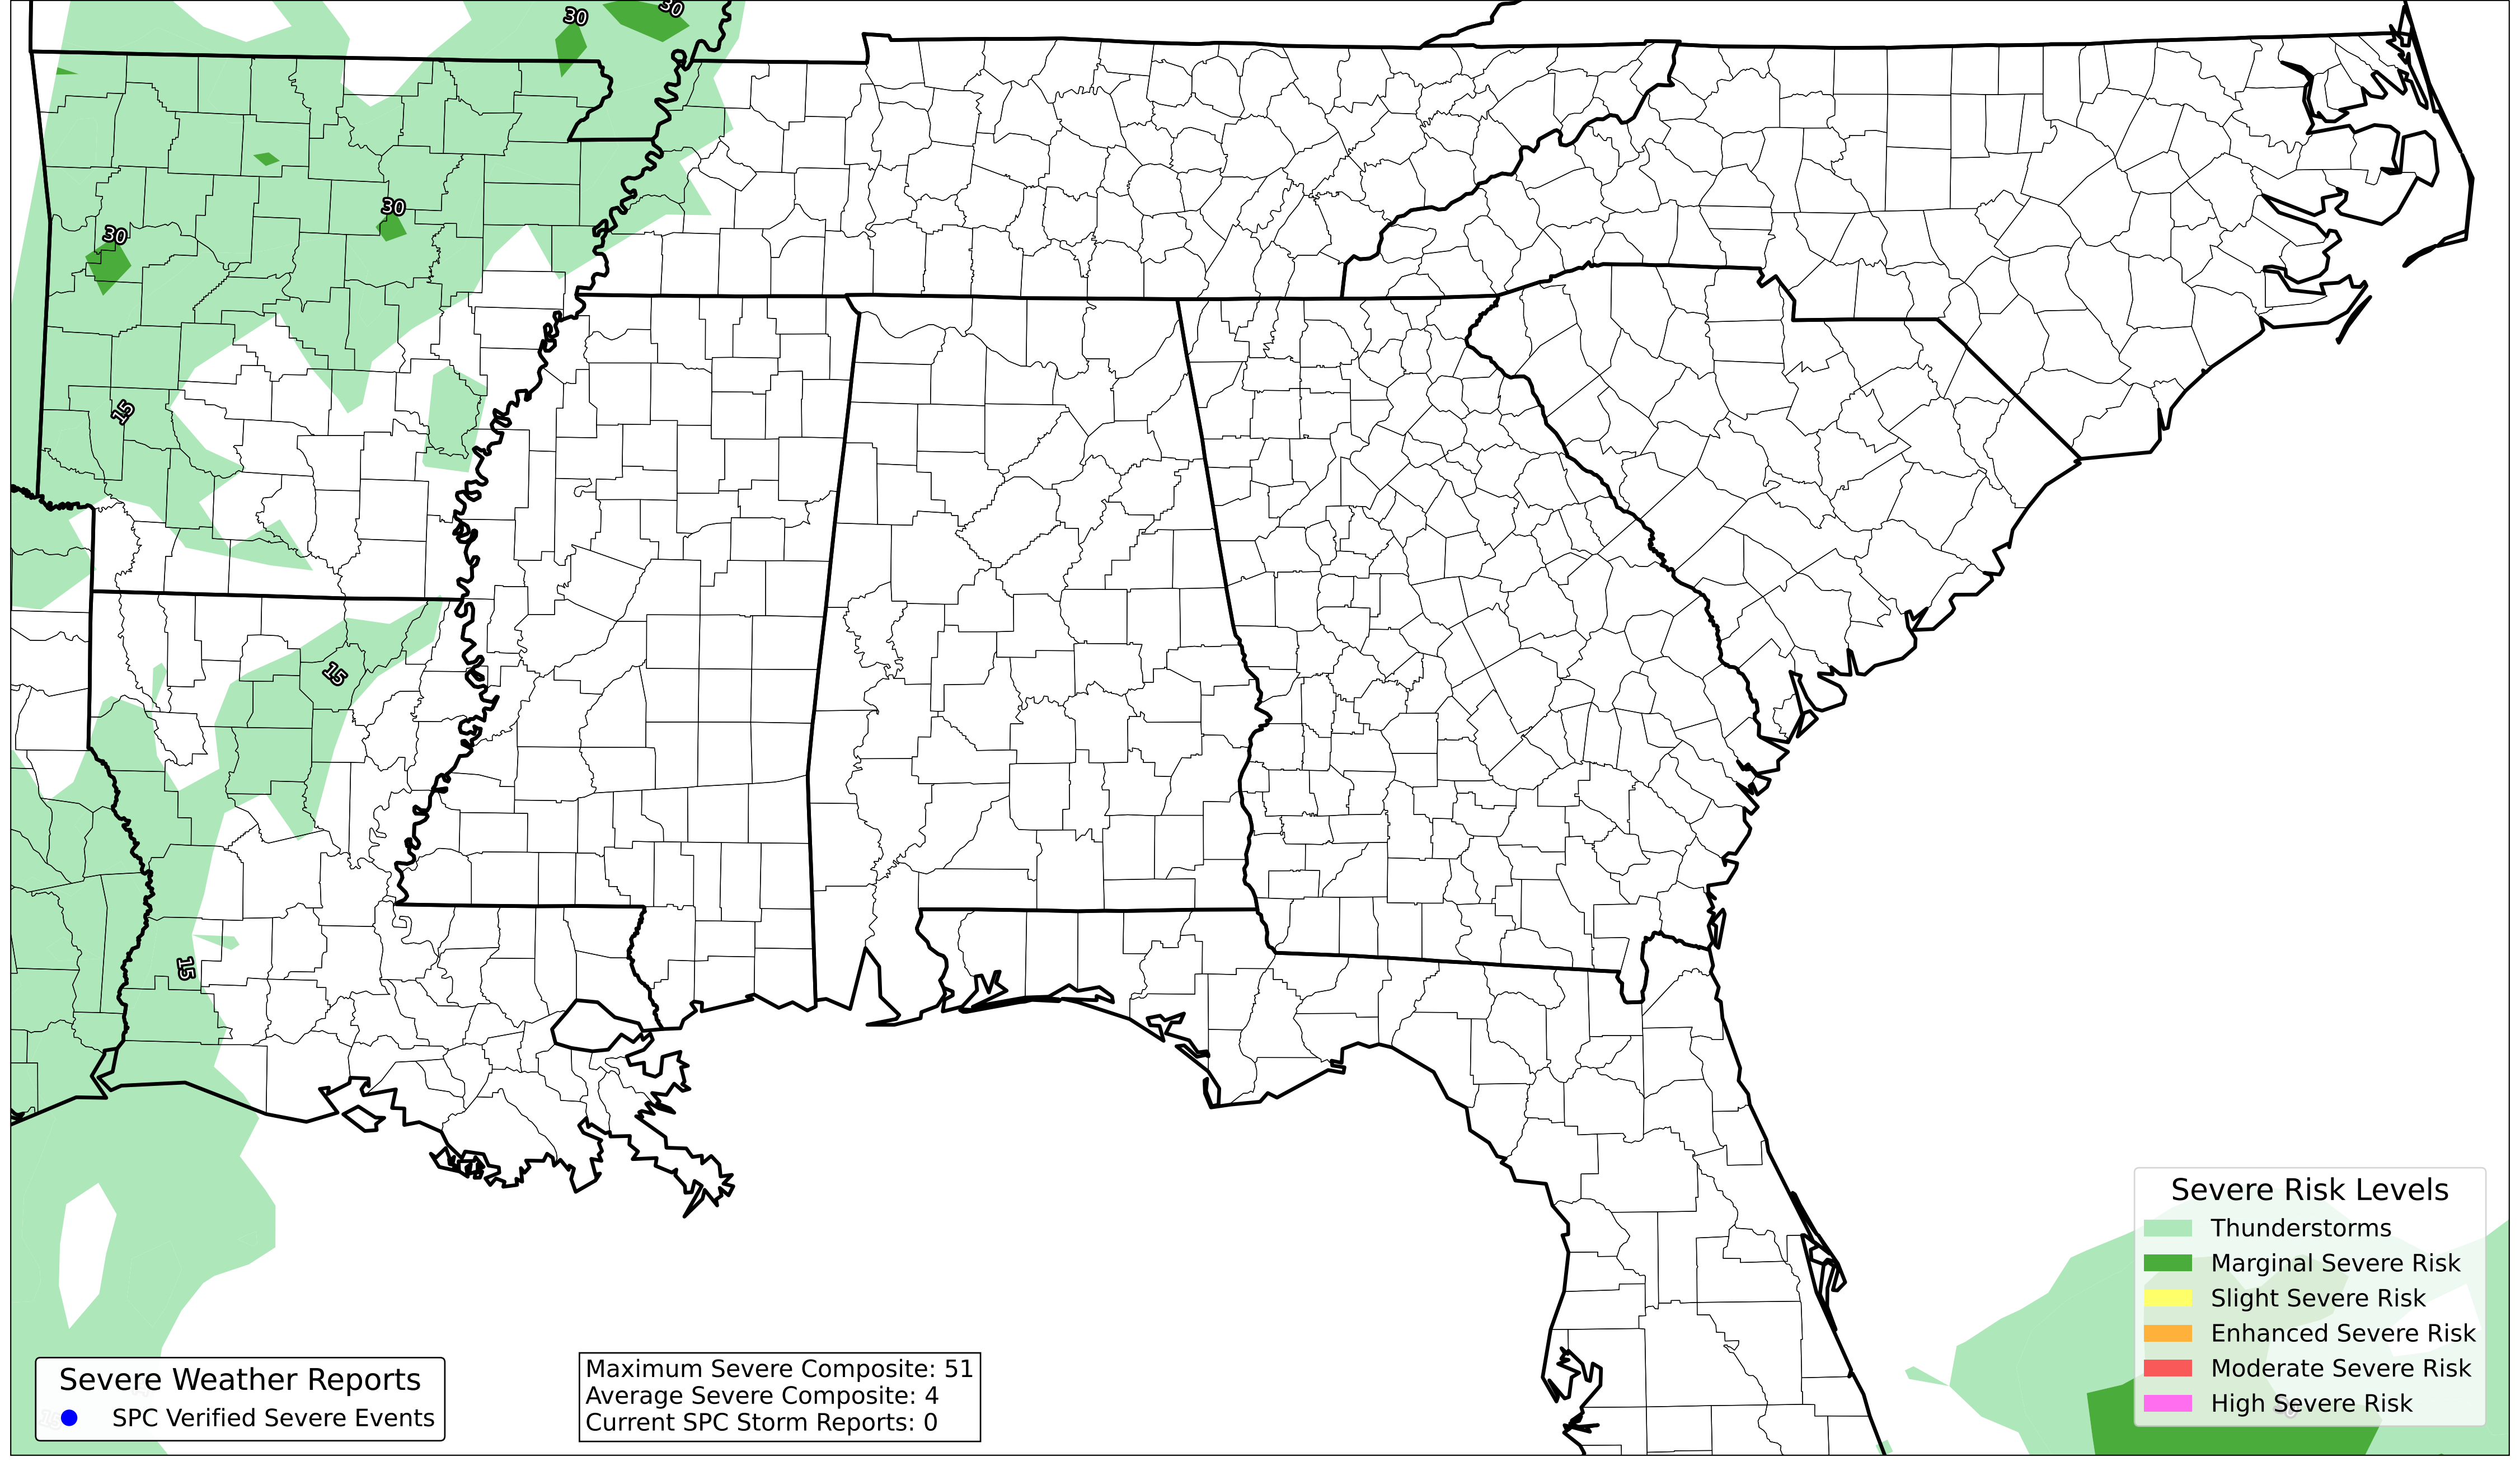 30
30
30
30
15
15
15
Severe Risk Levels
Thunderstorms
Marginal Severe Risk
Slight Severe Risk
Enhanced Severe Risk
Moderate Severe Risk
High Severe Risk
Severe Weather Reports
SPC Verified Severe Events
Maximum Severe Composite: 51
Average Severe Composite: 4
Current SPC Storm Reports: 0